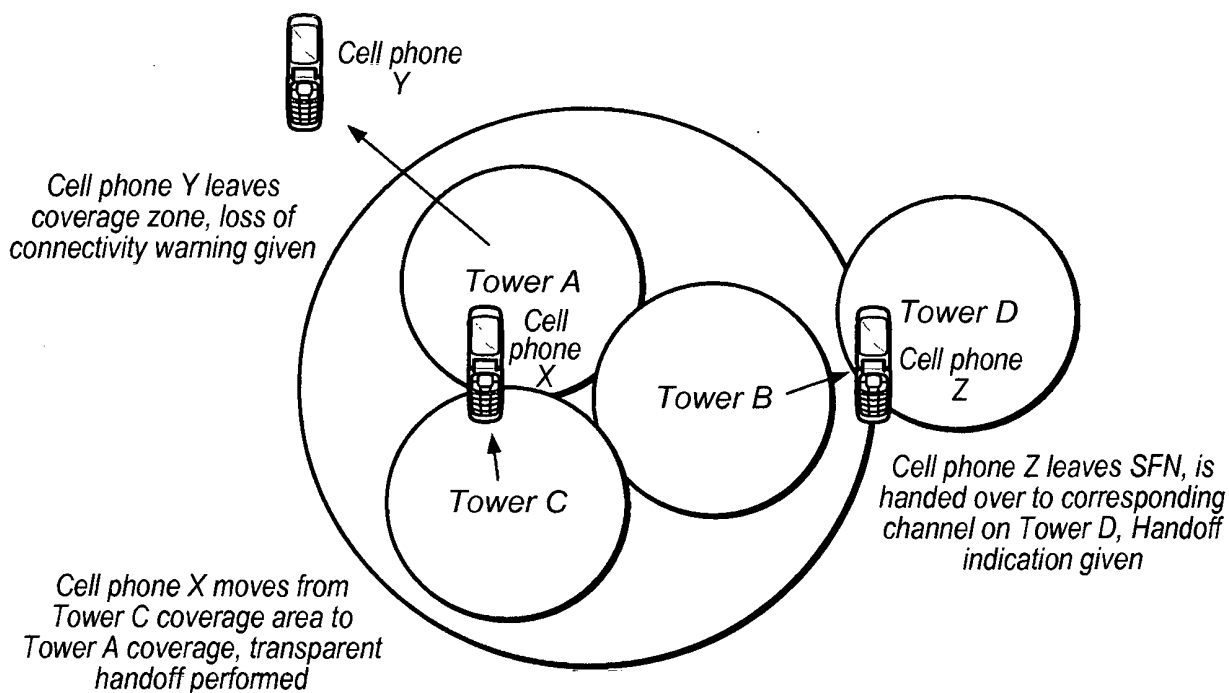 Cell phone
Y
Cell phone Y leaves
coverage zone, loss of
connectivity warning given
Tower A
Cell
phone
X
Tower D
Cell phone
Z
Tower B
Tower C
Cell phone Z leaves SFN, is
handed over to corresponding
channel on Tower D, Handoff
indication given
Cell phone X moves from
Tower C coverage area to
Tower A coverage, transparent
handoff performed